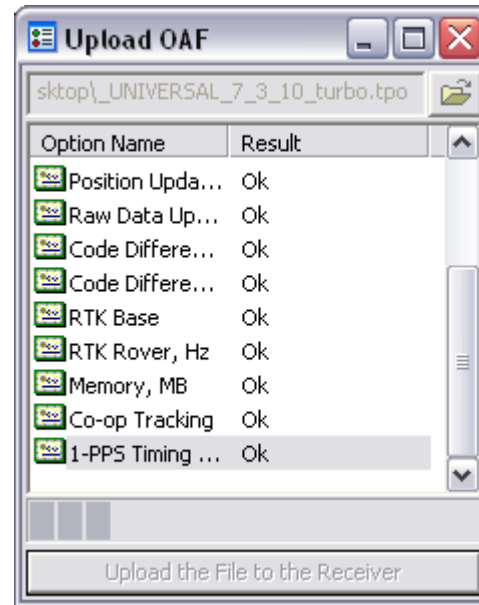 Upload OAF
sktop\_UNIVERSAL_7_3_10_turbo.tpo
Option Name Result
Position Upda... Ok
Raw Data Up... Ok
Code Differe... Ok
Code Differe... Ok
RTK Base Ok
RTK Rover, Hz Ok
Memory, MB Ok
Co-op Tracking Ok
1-PPS Timing ... Ok
Upload the File to the Receiver